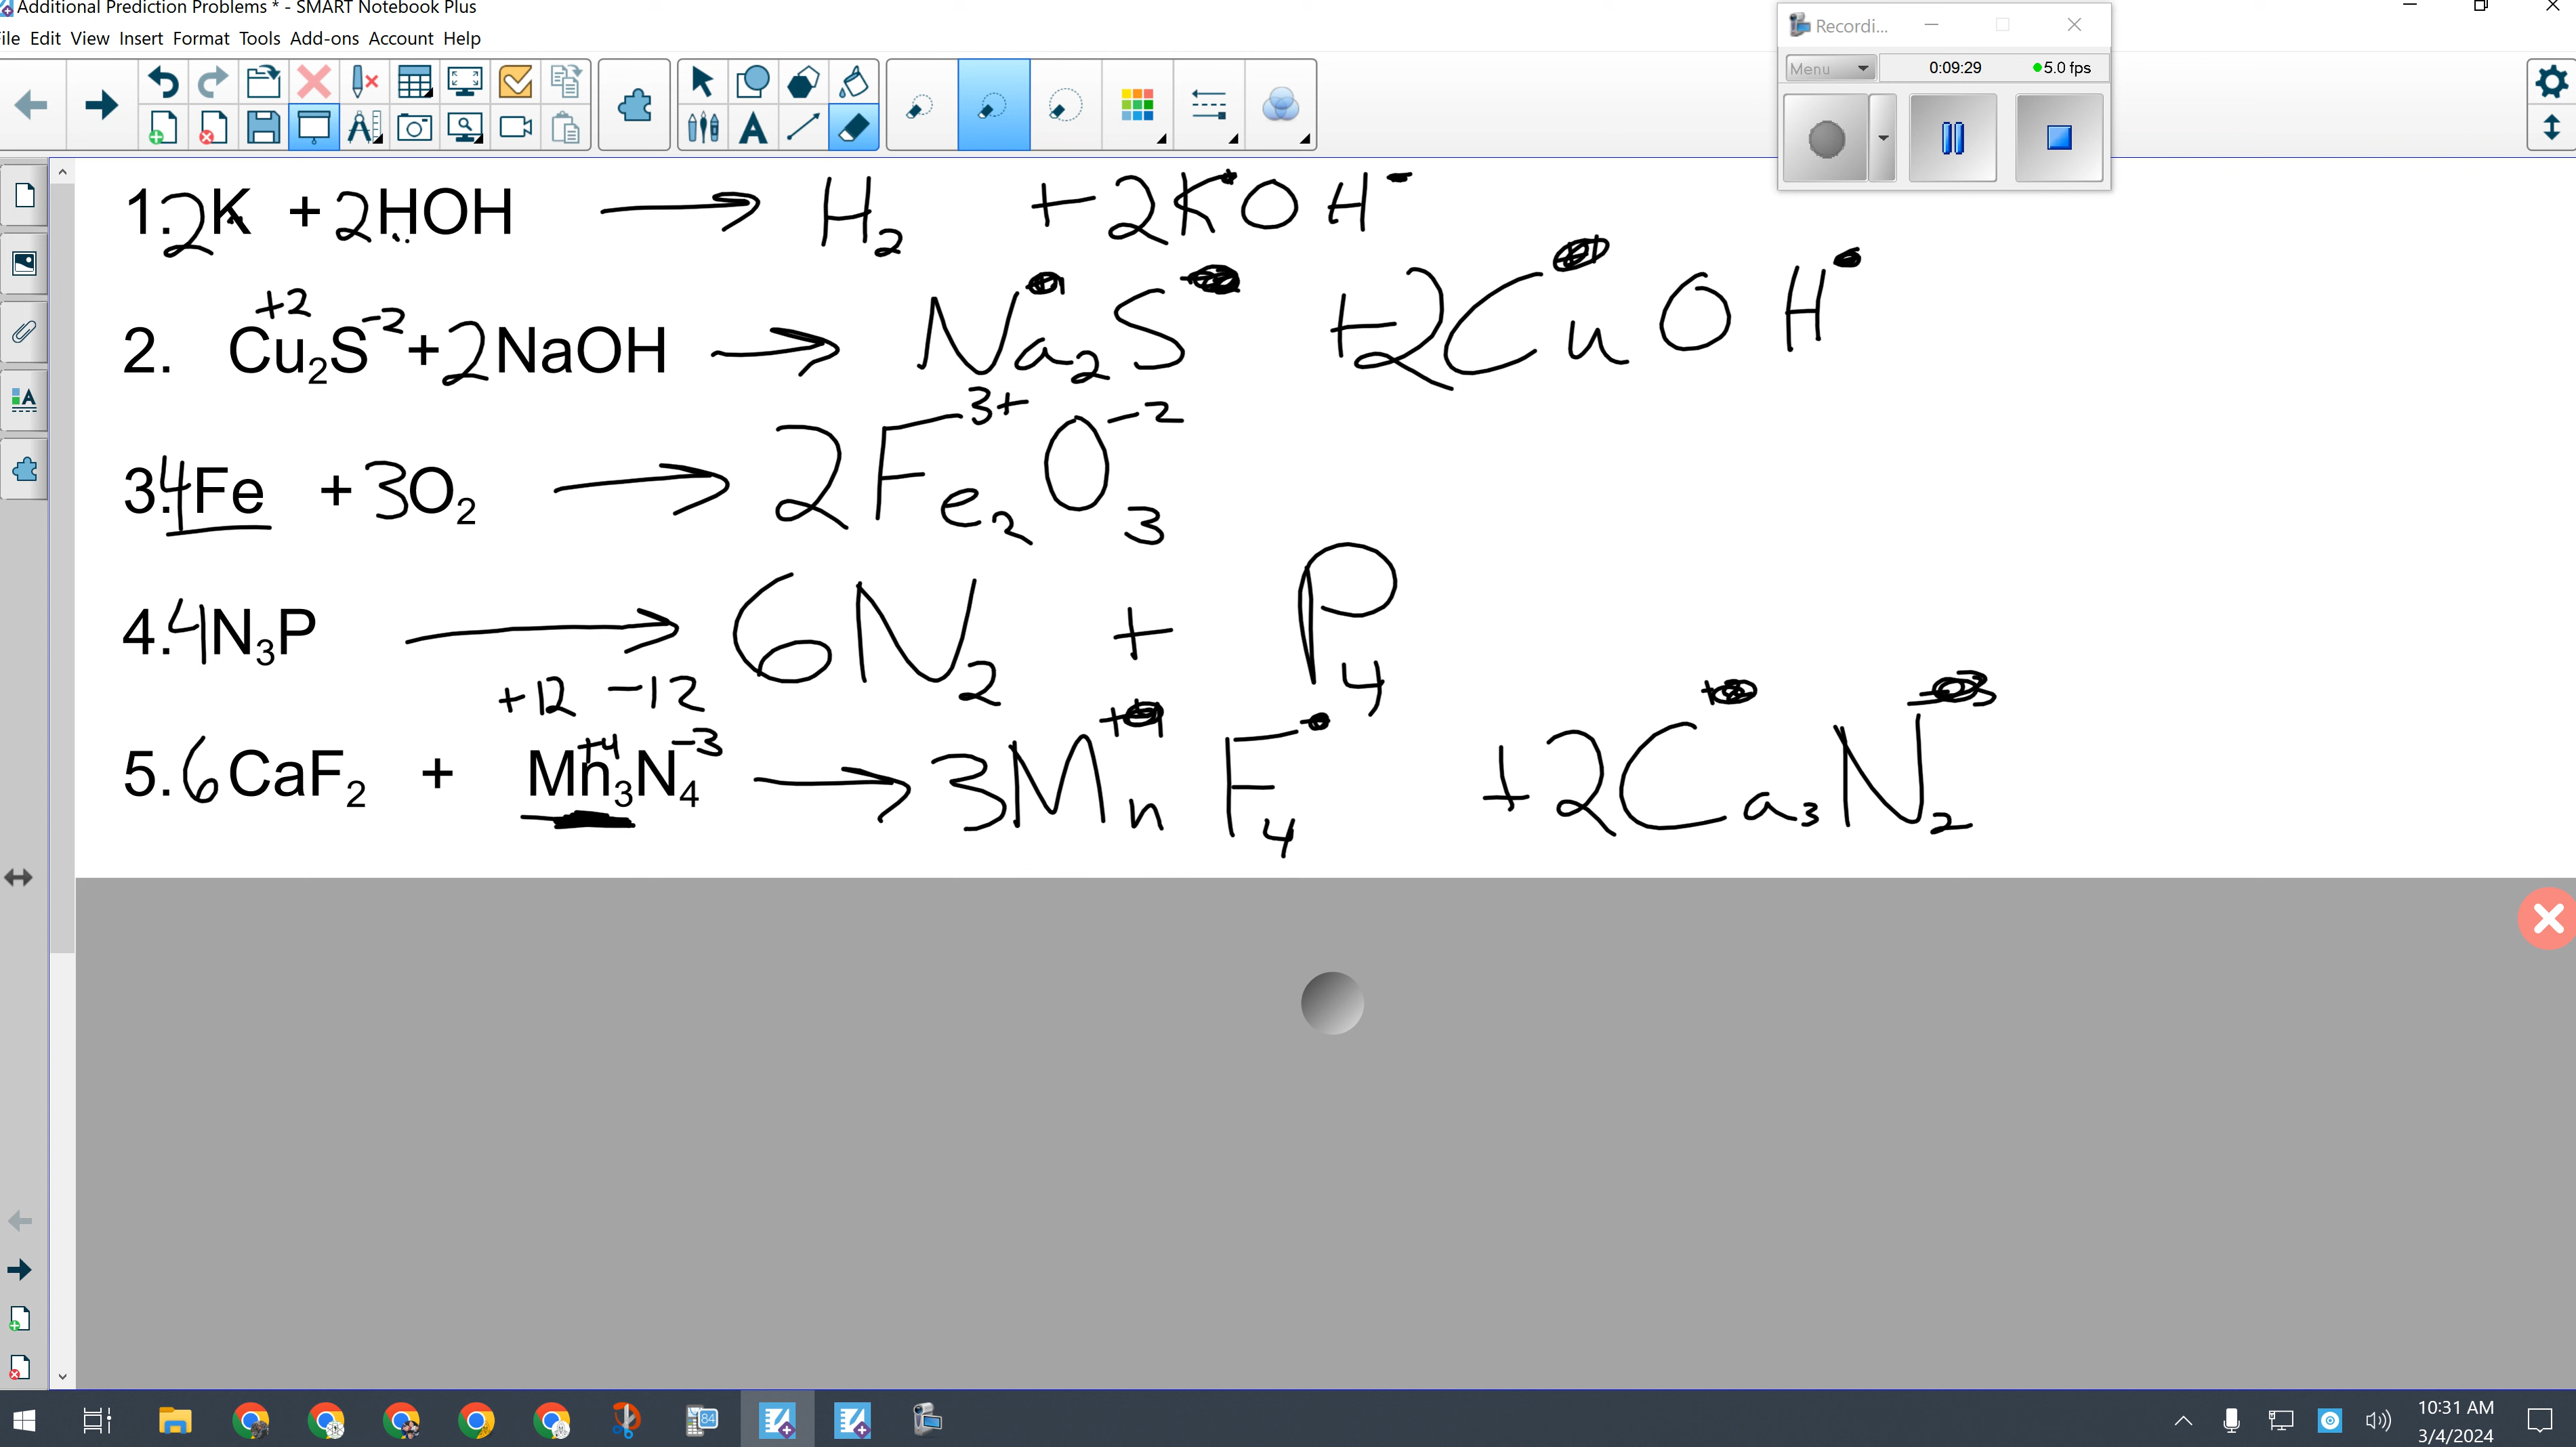 Additional Prediction Problems * - SMART Notebook Plus
ile Edit View Insert Format Tools Add-ons Account Help
Recordi...
Menu 0:09:29 5.0 fps
1. 2K + 2HOH → H₂ + 2K⁺OH⁻
+2 -2
2. Cu₂S + 2NaOH → Na₂S + 2CuOH
3+ -2
3. 4Fe + 3O₂ → 2Fe₂O₃
4. 4N₃P → 6N₂ + P₄
+12 -12
+4 -3
5. 6CaF₂ + Mn₃N₄ → 3MnF₄ + 2Ca₃N₂
84
10:31 AM
3/4/2024